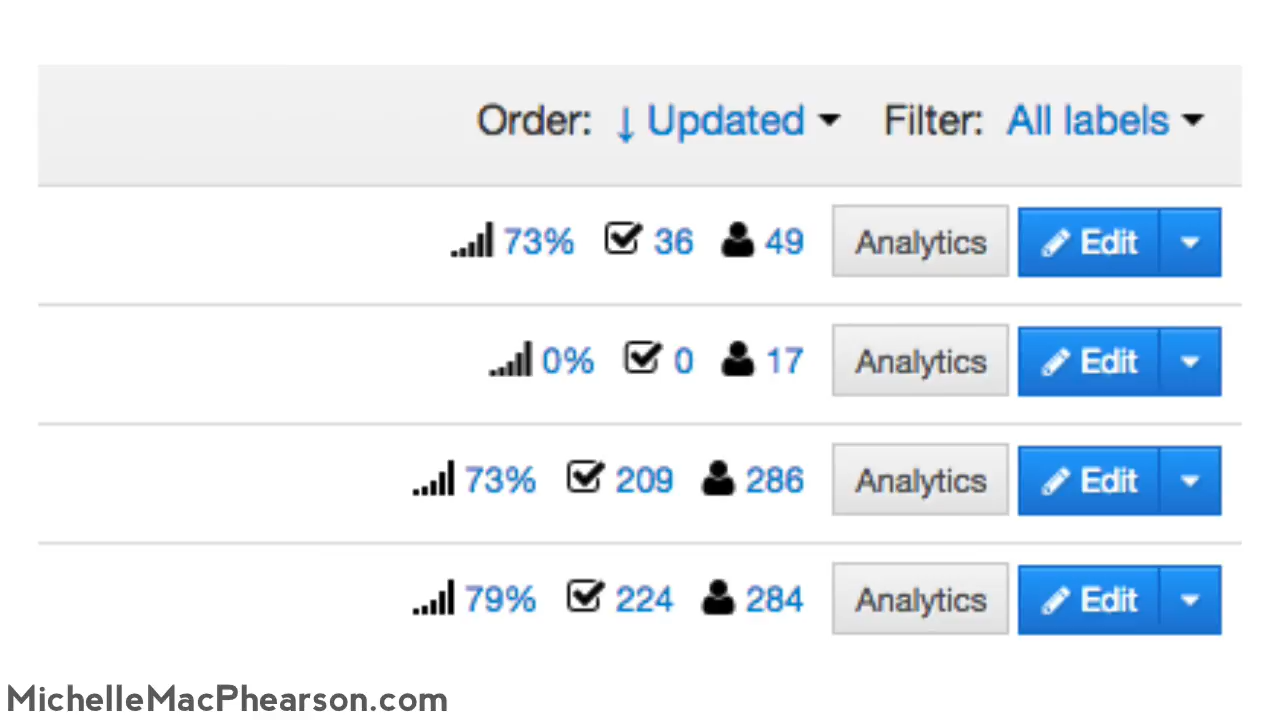 Order: ↓ Updated Filter: All labels
73% 36 49 Analytics Edit
0% 0 17 Analytics Edit
73% 209 286 Analytics Edit
79% 224 284 Analytics Edit
MichelleMacPhearson.com